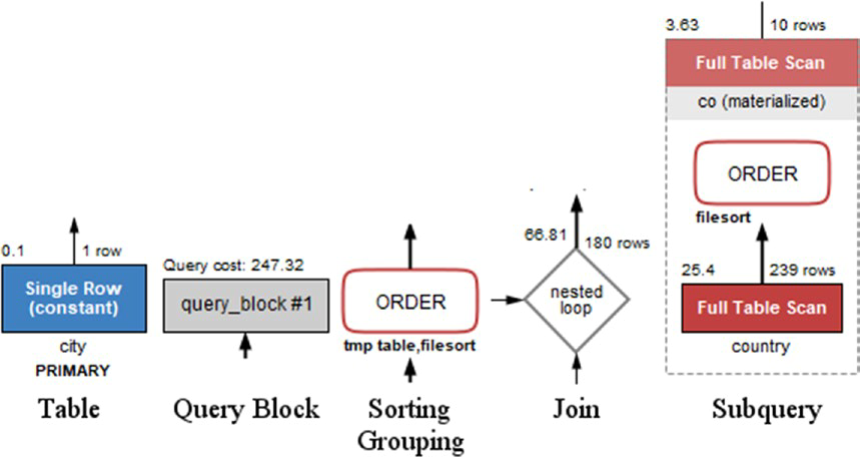 0.1 1 row
Single Row
(constant)
city
PRIMARY
Table
Query cost: 247.32
query_block #1
Query Block
ORDER
tmp table,filesort
Sorting
Grouping
66.81 180 rows
nested
loop
Join
3.63 10 rows
Full Table Scan
co (materialized)
ORDER
filesort
25.4 239 rows
Full Table Scan
country
Subquery